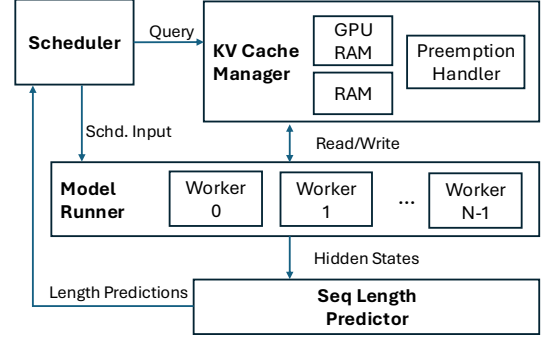 Scheduler
Query
KV Cache
Manager
GPU
RAM
RAM
Preemption
Handler
Schd. Input
Read/Write
Model
Runner
Worker
0
Worker
1
...
Worker
N-1
Hidden States
Length Predictions
Seq Length
Predictor